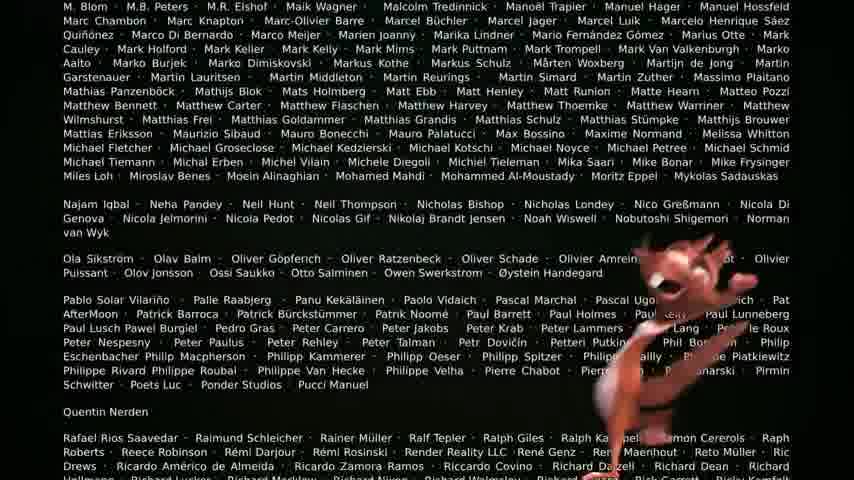 M. Blom · M.B. Peters · M.R. Elshof · Maik Wagner · Malcolm Tredinnick · Manoël Trapier · Manuel Hager · Manuel Hossfeld
Marc Chambon · Marc Knapton · Marc-Olivier Barre · Marcel Büchler · Marcel Jager · Marcel Luik · Marcelo Henrique Sáez
Quiñónez · Marco Di Bernardo · Marco Meijer · Marien Joanny · Marika Lindner · Mario Fernández Gómez · Marius Otte · Mark
Cauley · Mark Holford · Mark Keller · Mark Kelly · Mark Mirns · Mark Puttnam · Mark Trompell · Mark Van Valkenburgh · Marko
Aalto · Marko Burjek · Marko Dimiskovski · Markus Kothe · Markus Schulz · Mårten Woxberg · Martijn de Jong · Martin
Garstenauer · Martin Lauritsen · Martin Middleton · Martin Reurings · Martin Simard · Martin Zuther · Massimo Plaitano
Mathias Panzenböck · Mathijs Blok · Mats Holmberg · Matt Ebb · Matt Henley · Matt Runion · Matte Hearn · Matteo Pozzi
Matthew Bennett · Matthew Carter · Matthew Flaschen · Matthew Harvey · Matthew Thoemke · Matthew Warriner · Matthew
Wilmshurst · Matthias Frei · Matthias Goldammer · Matthias Grandis · Matthias Schulz · Matthias Stümpke · Matthijs Brouwer
Mattias Eriksson · Maurizio Sibaud · Mauro Bonecchi · Mauro Palatucci · Max Bossino · Maxime Normand · Melissa Whitton
Michael Fletcher · Michael Groseclose · Michael Kedzierski · Michael Kotschi · Michael Noyce · Michael Petree · Michael Schmid
Michael Tiemann · Michal Erben · Michel Vilain · Michele Diegoli · Michiel Tieleman · Mika Saari · Mike Bonar · Mike Frysinger
Miles Loh · Miroslav Benes · Moein Alinaghian · Mohamed Mahdi · Mohammed Al-Moustady · Moritz Eppel · Mykolas Sadauskas
Najam Iqbal · Neha Pandey · Neil Hunt · Neil Thompson · Nicholas Bishop · Nicholas Londey · Nico Greßmann · Nicola Di
Genova · Nicola Jelmorini · Nicola Pedot · Nicolas Gif · Nikolaj Brandt Jensen · Noah Wiswell · Nobutoshi Shigemori · Norman
van Wyk
Ola Sikström · Olav Balm · Oliver Göpferich · Oliver Ratzenbeck · Oliver Schade · Olivier Amrein · Olivier
Puissant · Olov Jonsson · Ossi Saukko · Otto Salminen · Owen Swerkstrom · Øystein Handegard
Pablo Solar Vilariño · Palle Raabjerg · Panu Kekäläinen · Paolo Vidaich · Pascal Marchal · Pascal · Pat
AfterMoon · Patrick Barroca · Patrick Bürckstümmer · Patrik Noomé · Paul Barrett · Paul Holmes · Paul · Paul Lunneberg
Paul Lusch Pawel Burgiel · Pedro Gras · Peter Carrero · Peter Jakobs · Peter Krab · Peter Lammers · Lang · le Roux
Peter Nespesny · Peter Paulus · Peter Rehley · Peter Talman · Petr Dovičín · Petteri · Phil · Philip
Eschenbacher Philip Macpherson · Philipp Kammerer · Philipp Oeser · Philipp Spitzer · Platkiewitz
Philippe Rivard Philippe Roubal · Philippe Van Hecke · Philippe Velha · Pierre Chabot · Pirmin
Schwitter · Poets Luc · Ponder Studios · Pucci Manuel
Quentin Nerden
Rafael Rios Saavedar · Raimund Schleicher · Rainer Müller · Ralf Tepler · Ralph Giles · Ralph · Ramon Cererols · Raph
Roberts · Reece Robinson · Rémi Darjour · Rémi Rosinski · Render Reality LLC · René Genz · Maenhout · Reto Müller · Ric
Drews · Ricardo Américo de Almeida · Ricardo Zamora Ramos · Riccardo Covino · Richard Dalzell · Richard Dean · Richard